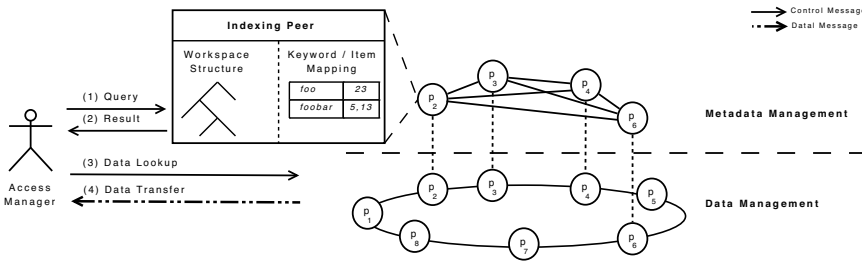 Indexing Peer
Workspace
Structure
Keyword / Item
Mapping
foo 23
foobar 5,13
Control Message
Datal Message
(1) Query
(2) Result
(3) Data Lookup
(4) Data Transfer
Access
Manager
p2
p3
p4
p6
Metadata Management
p1
p2
p3
p4
p5
p6
p7
p8
Data Management